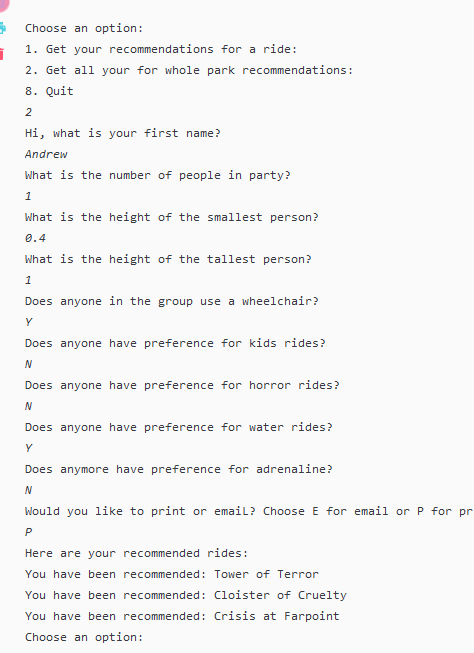 Choose an option:
1. Get your recommendations for a ride:
2. Get all your for whole park recommendations:
8. Quit
2
Hi, what is your first name?
Andrew
What is the number of people in party?
1
What is the height of the smallest person?
0.4
What is the height of the tallest person?
1
Does anyone in the group use a wheelchair?
Y
Does anyone have preference for kids rides?
N
Does anyone have preference for horror rides?
N
Does anyone have preference for water rides?
Y
Does anymore have preference for adrenaline?
N
Would you like to print or emaiL? Choose E for email or P for pr
P
Here are your recommended rides:
You have been recommended: Tower of Terror
You have been recommended: Cloister of Cruelty
You have been recommended: Crisis at Farpoint
Choose an option: